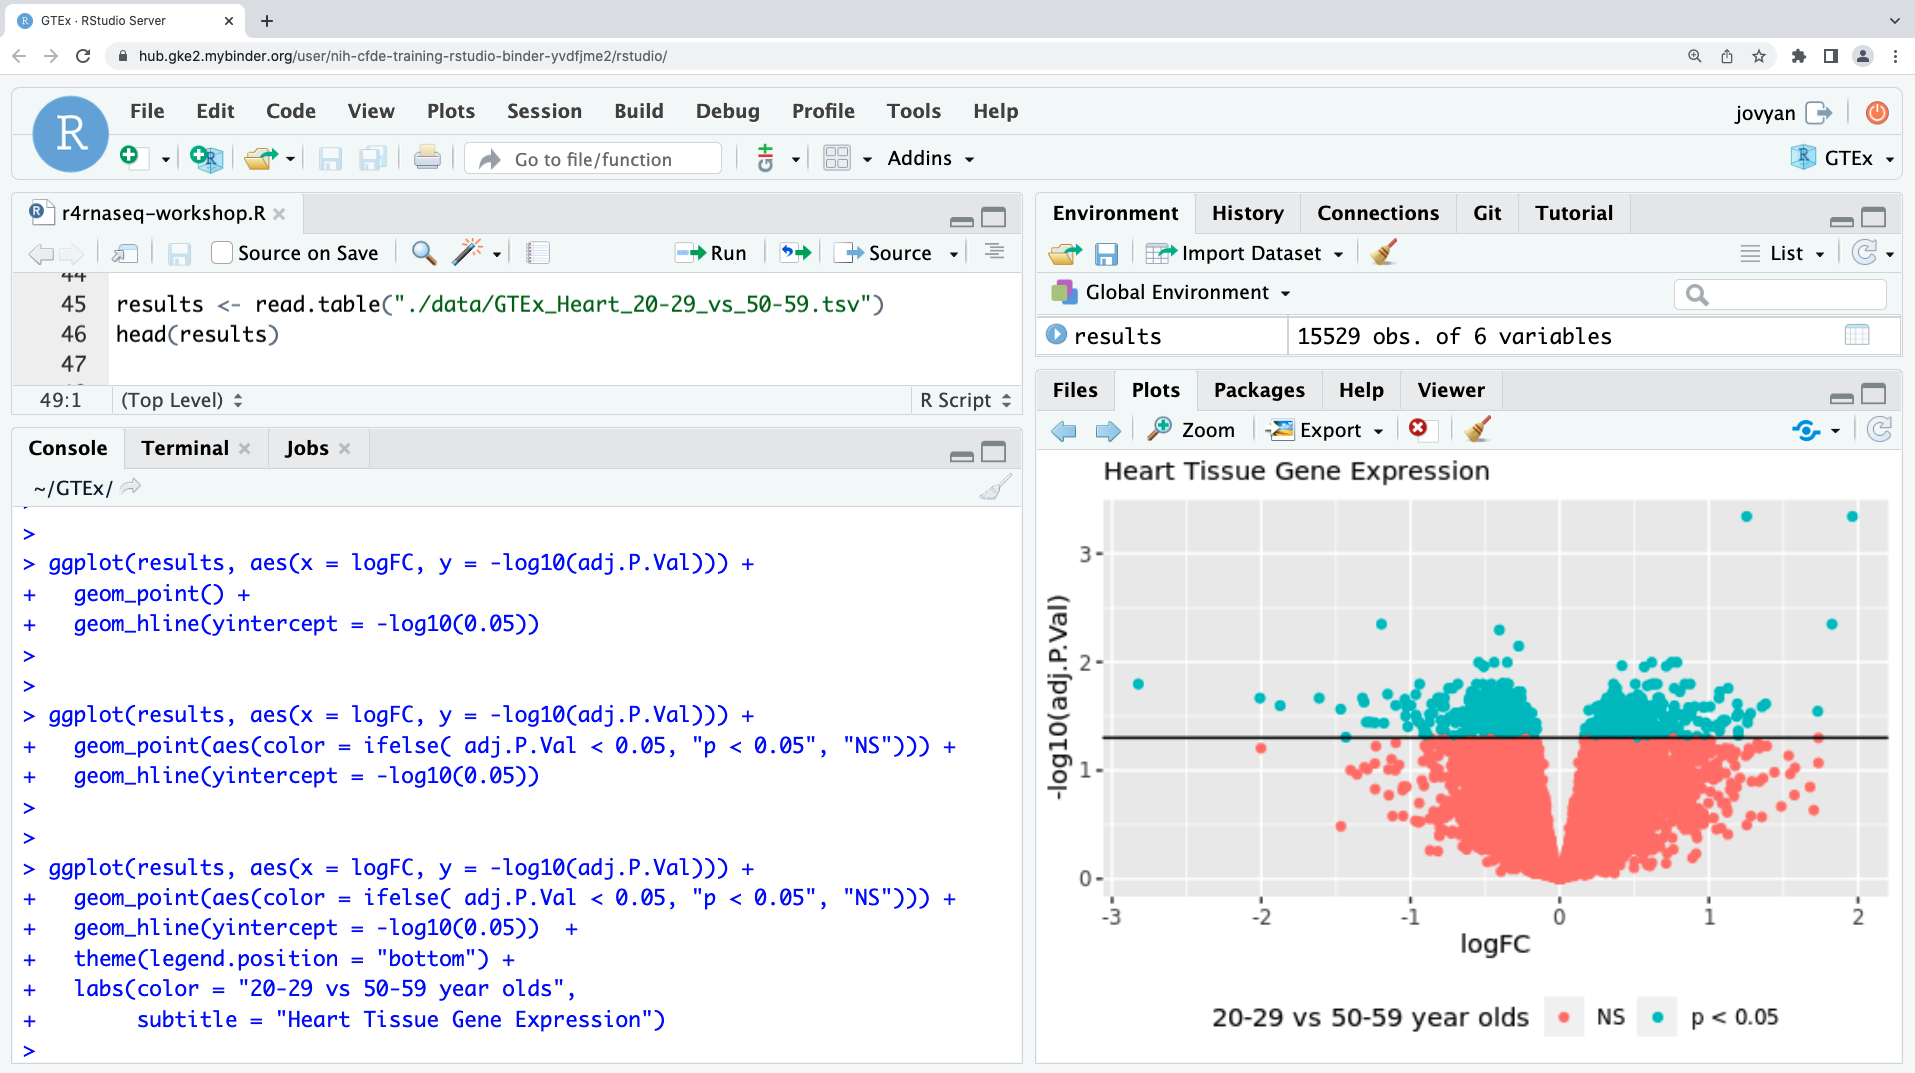 GTEx · RStudio Server
hub.gke2.mybinder.org/user/nih-cfde-training-rstudio-binder-yvdfjme2/rstudio/
R
File Edit Code View Plots Session Build Debug Profile Tools Help
jovyan
Go to file/function
Addins
GTEx
r4rnaseq-workshop.R
Source on Save
Run
Source
44
45 results <- read.table("./data/GTEx_Heart_20-29_vs_50-59.tsv")
46 head(results)
47
49:1 (Top Level) R Script
Console Terminal Jobs
~/GTEx/
>
> ggplot(results, aes(x = logFC, y = -log10(adj.P.Val))) +
+ geom_point() +
+ geom_hline(yintercept = -log10(0.05))
>
>
> ggplot(results, aes(x = logFC, y = -log10(adj.P.Val))) +
+ geom_point(aes(color = ifelse( adj.P.Val < 0.05, "p < 0.05", "NS"))) +
+ geom_hline(yintercept = -log10(0.05))
>
>
> ggplot(results, aes(x = logFC, y = -log10(adj.P.Val))) +
+ geom_point(aes(color = ifelse( adj.P.Val < 0.05, "p < 0.05", "NS"))) +
+ geom_hline(yintercept = -log10(0.05)) +
+ theme(legend.position = "bottom") +
+ labs(color = "20-29 vs 50-59 year olds",
+ subtitle = "Heart Tissue Gene Expression")
>
Environment History Connections Git Tutorial
Import Dataset
List
Global Environment
results 15529 obs. of 6 variables
Files Plots Packages Help Viewer
Zoom Export
Heart Tissue Gene Expression
-log10(adj.P.Val)
3
2
1
0
-3 -2 -1 0 1 2
logFC
20-29 vs 50-59 year olds NS p < 0.05